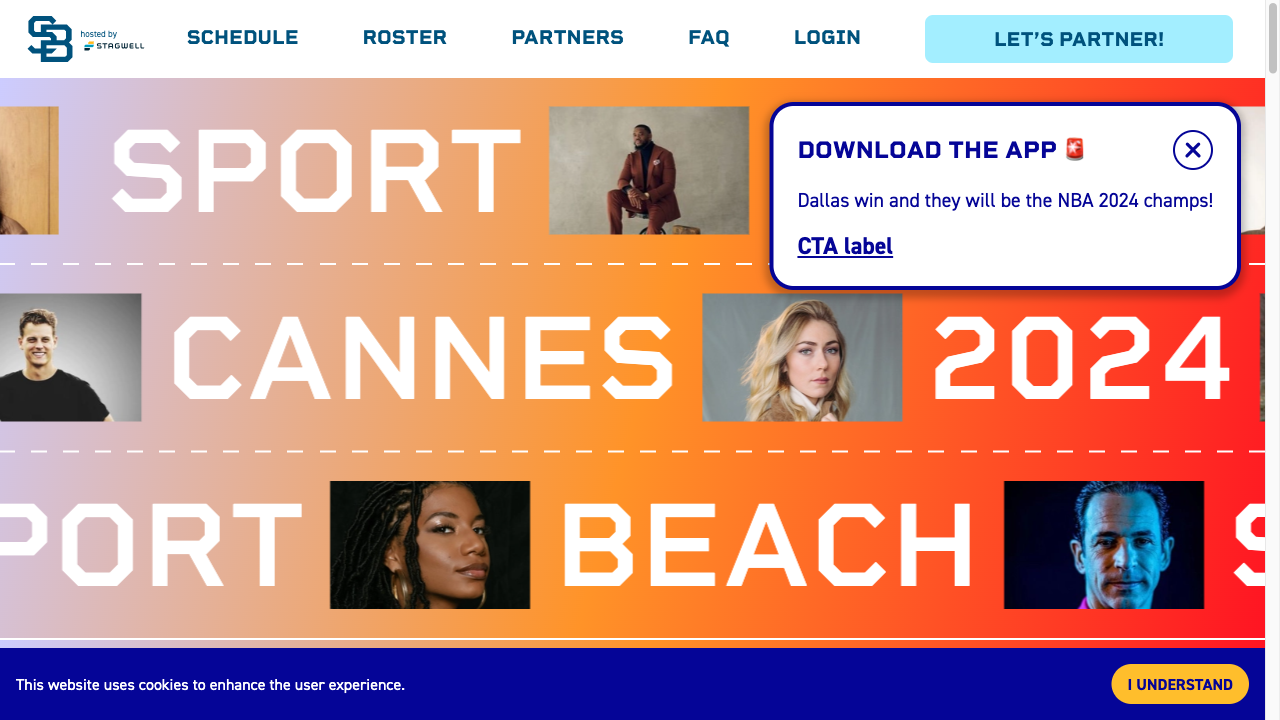 SB hosted by
STAGWELL
SCHEDULE ROSTER PARTNERS FAQ LOGIN LET'S PARTNER!
SPORT
DOWNLOAD THE APP 🚨
Dallas win and they will be the NBA 2024 champs!
CTA label
CANNES 2024
PORT BEACH S
This website uses cookies to enhance the user experience.
I UNDERSTAND